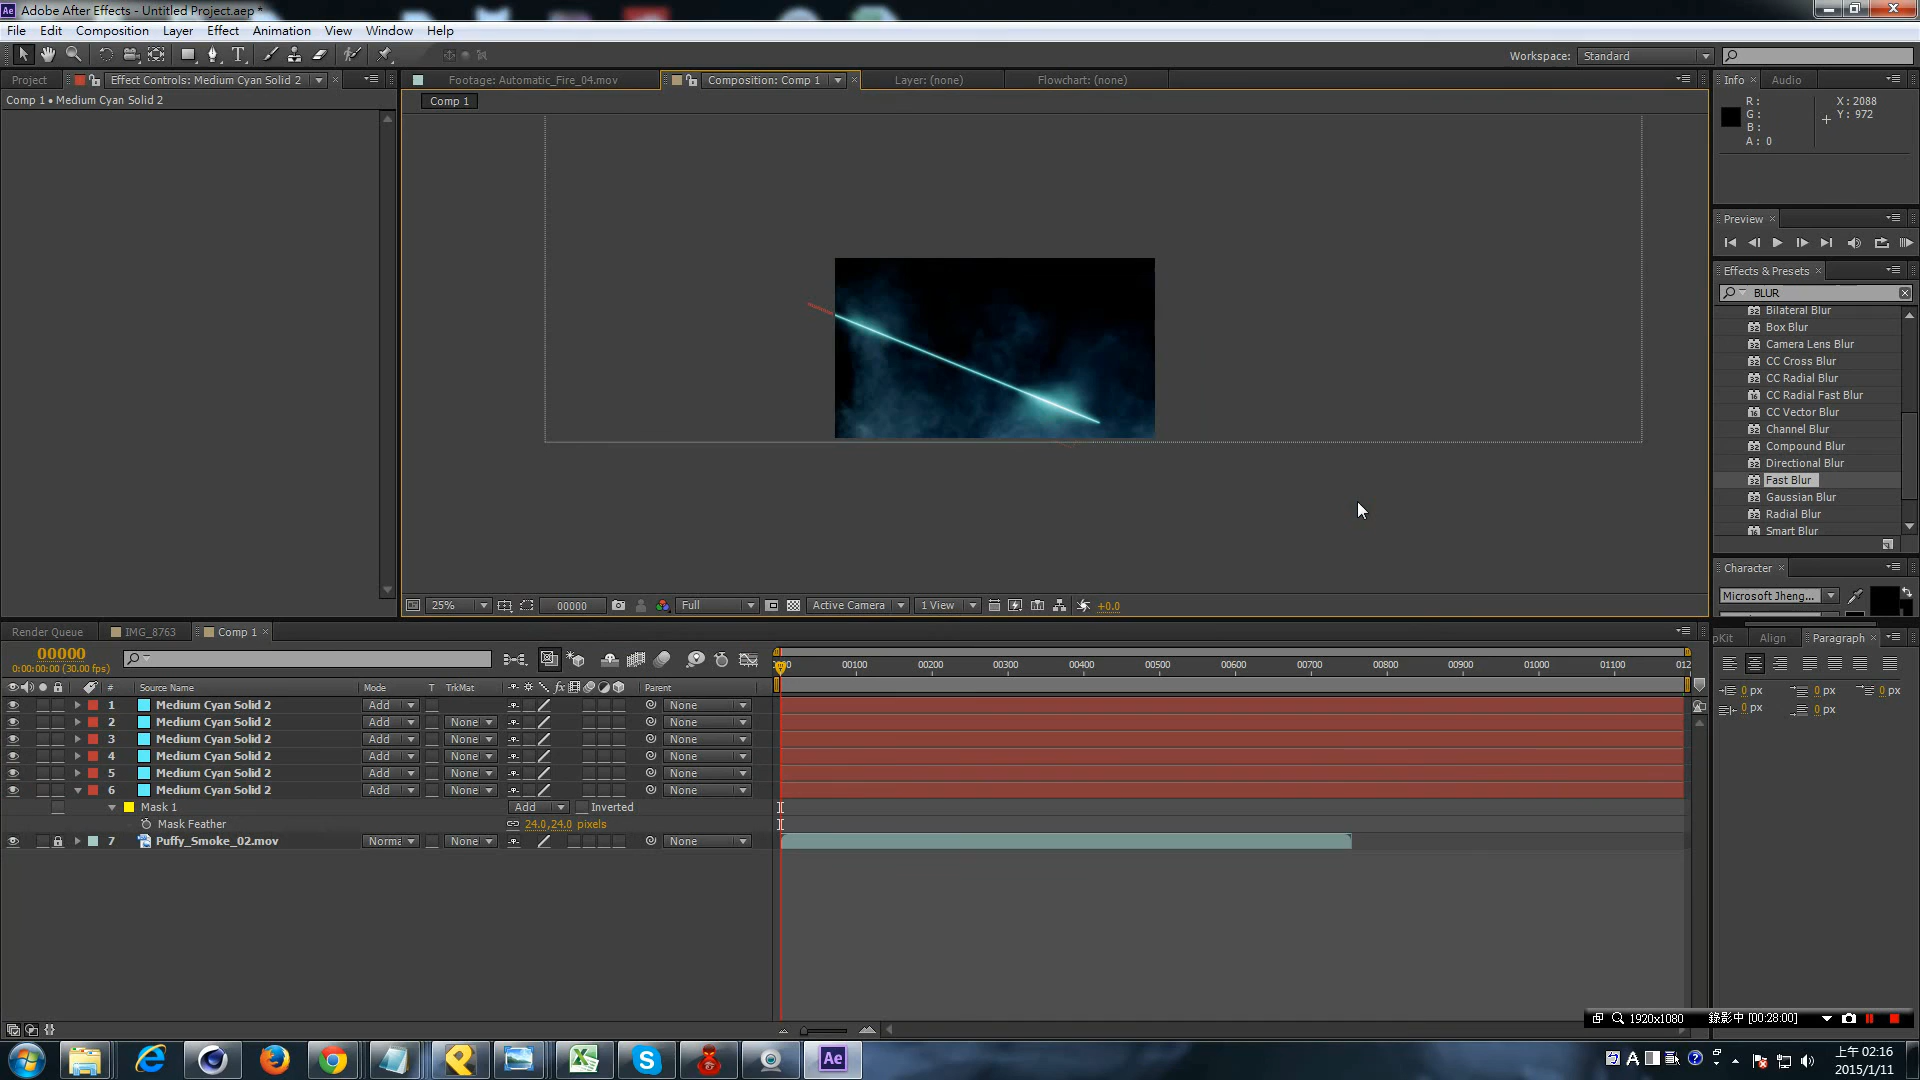 Adobe After Effects - Untitled Project.aep *
File Edit Composition Layer Effect Animation View Window Help
Workspace: Standard
Project Effect Controls: Medium Cyan Solid 2 Footage: Automatic_Fire_04.mov Composition: Comp 1 Layer: (none) Flowchart: (none) Info Audio
Comp 1 • Medium Cyan Solid 2
Comp 1
R: X: 2088
G: Y: 972
B:
A: 0
Preview
Effects & Presets
BLUR
Bilateral Blur
Box Blur
Camera Lens Blur
CC Cross Blur
CC Radial Blur
CC Radial Fast Blur
CC Vector Blur
Channel Blur
Compound Blur
Directional Blur
Fast Blur
Gaussian Blur
Radial Blur
Smart Blur
Character
Microsoft Jheng...
25% 00000 Full Active Camera 1 View +0.0
Render Queue IMG_8763 Comp 1
pKit Align Paragraph
00000
0:00:00:00 (30.00 fps)
00100 00200 00300 00400 00500 00600 00700 00800 00900 01000 01100 012
# Source Name Mode T TrkMat Parent
0 px 0 px 0 px
0 px 0 px
1 Medium Cyan Solid 2 Add None
2 Medium Cyan Solid 2 Add None None
3 Medium Cyan Solid 2 Add None None
4 Medium Cyan Solid 2 Add None None
5 Medium Cyan Solid 2 Add None None
6 Medium Cyan Solid 2 Add None None
Mask 1 Add Inverted
Mask Feather 24.0,24.0 pixels
7 Puffy_Smoke_02.mov Norma None None
1920x1080 錄影中 [00:28:00]
Ae
上午 02:16
2015/1/11